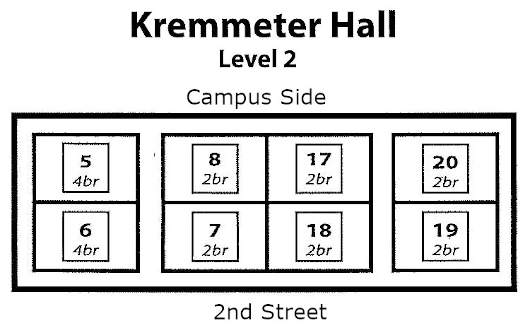 Kremmeter Hall
Level 2
Campus Side
5 8 17 20
4br 2br 2br 2br
6 7 18 19
4br 2br 2br 2br
2nd Street